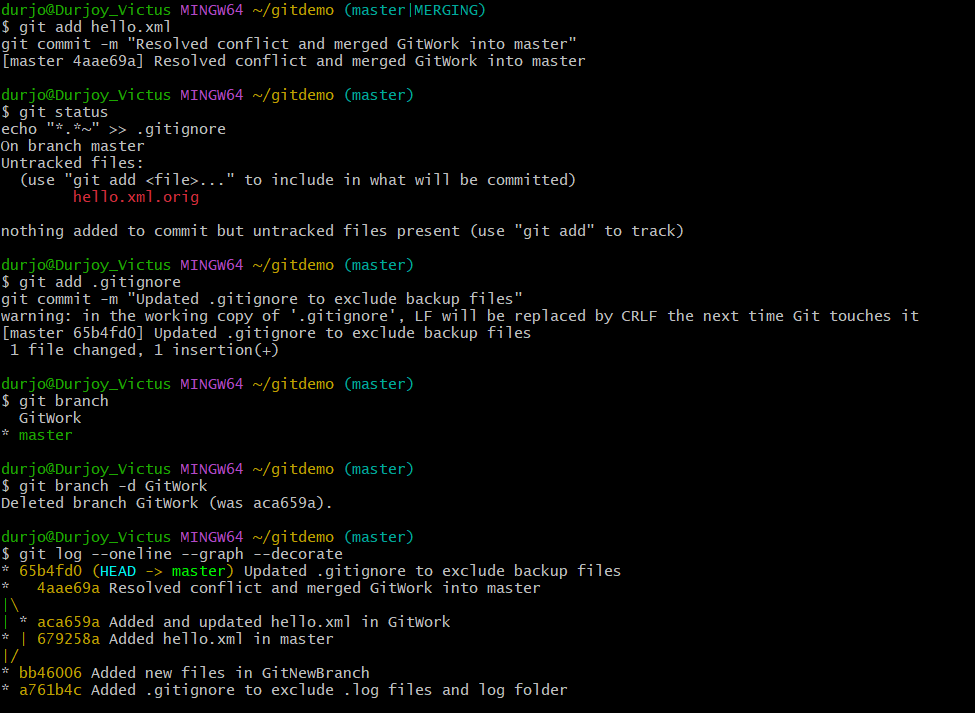 durjo@Durjoy_Victus MINGW64 ~/gitdemo (master|MERGING)
$ git add hello.xml
git commit -m "Resolved conflict and merged GitWork into master"
[master 4aae69a] Resolved conflict and merged GitWork into master

durjo@Durjoy_Victus MINGW64 ~/gitdemo (master)
$ git status
echo "*.*~" >> .gitignore
On branch master
Untracked files:
  (use "git add <file>..." to include in what will be committed)
        hello.xml.orig

nothing added to commit but untracked files present (use "git add" to track)

durjo@Durjoy_Victus MINGW64 ~/gitdemo (master)
$ git add .gitignore
git commit -m "Updated .gitignore to exclude backup files"
warning: in the working copy of '.gitignore', LF will be replaced by CRLF the next time Git touches it
[master 65b4fd0] Updated .gitignore to exclude backup files
 1 file changed, 1 insertion(+)

durjo@Durjoy_Victus MINGW64 ~/gitdemo (master)
$ git branch
  GitWork
* master

durjo@Durjoy_Victus MINGW64 ~/gitdemo (master)
$ git branch -d GitWork
Deleted branch GitWork (was aca659a).

durjo@Durjoy_Victus MINGW64 ~/gitdemo (master)
$ git log --oneline --graph --decorate
* 65b4fd0 (HEAD -> master) Updated .gitignore to exclude backup files
*   4aae69a Resolved conflict and merged GitWork into master
|\
| * aca659a Added and updated hello.xml in GitWork
* | 679258a Added hello.xml in master
|/
* bb46006 Added new files in GitNewBranch
* a761b4c Added .gitignore to exclude .log files and log folder